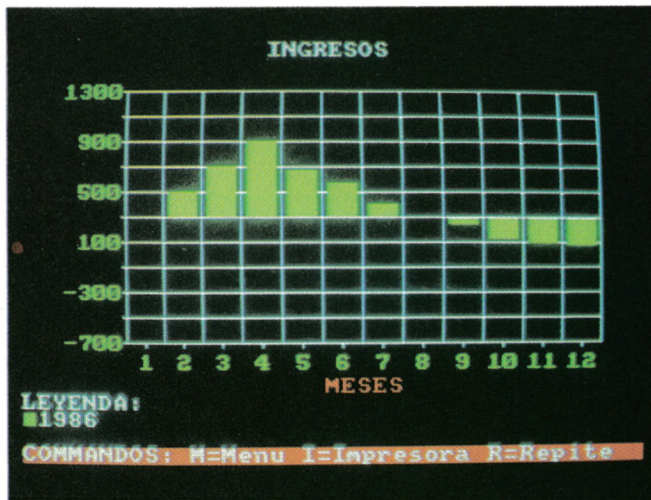 INGRESOS
1300
900
500
100
-300
-700
1 2 3 4 5 6 7 8 9 10 11 12
MESES
LEYENDA:
1986
COMMANDOS: M=Menu I=Impresora R=Repite